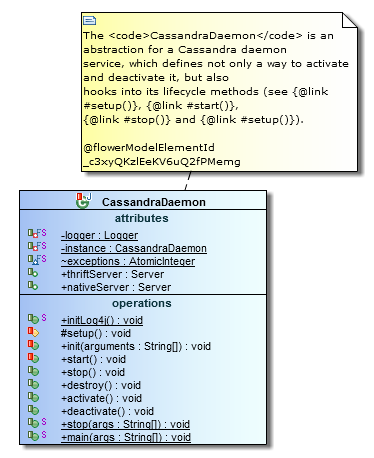 The <code>CassandraDaemon</code> is an
abstraction for a Cassandra daemon
service, which defines not only a way to activate
and deactivate it, but also
hooks into its lifecycle methods (see {@link
#setup()}, {@link #start()},
{@link #stop()} and {@link #setup()}).

@flowerModelElementId
_c3xyQKzlEeKV6uQ2fPMemg
CassandraDaemon
attributes
-logger : Logger
-instance : CassandraDaemon
~exceptions : AtomicInteger
+thriftServer : Server
+nativeServer : Server
operations
+initLog4j() : void
#setup() : void
+init(arguments : String[]) : void
+start() : void
+stop() : void
+destroy() : void
+activate() : void
+deactivate() : void
+stop(args : String[]) : void
+main(args : String[]) : void